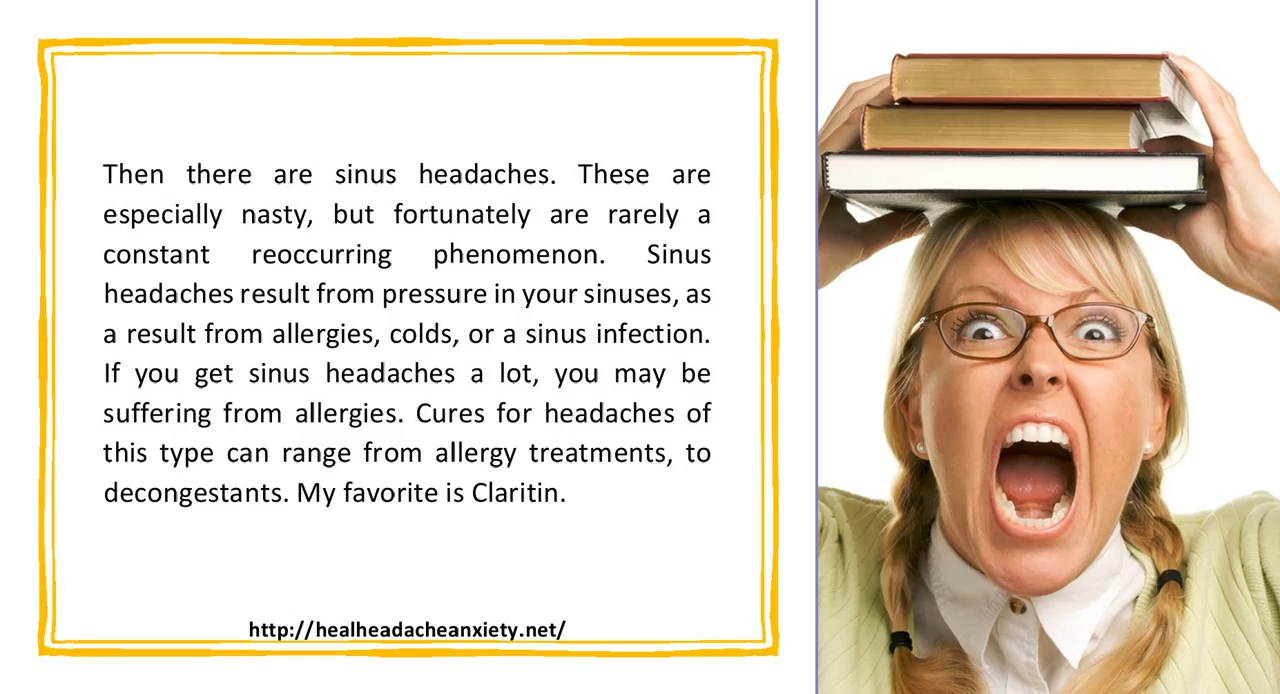 Then there are sinus headaches. These are
especially nasty, but fortunately are rarely a
constant reoccurring phenomenon. Sinus
headaches result from pressure in your sinuses, as
a result from allergies, colds, or a sinus infection.
If you get sinus headaches a lot, you may be
suffering from allergies. Cures for headaches of
this type can range from allergy treatments, to
decongestants. My favorite is Claritin.
http://healheadacheanxiety.net/